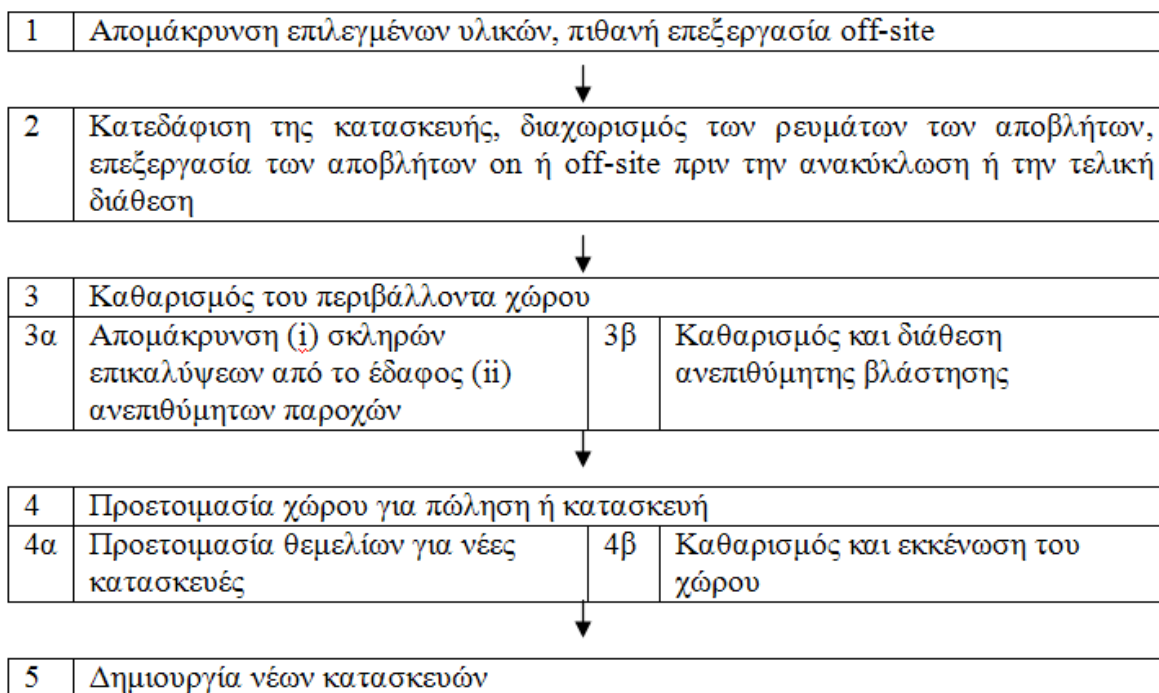 1 Απομάκρυνση επιλεγμένων υλικών, πιθανή επεξεργασία off-site
2 Κατεδάφιση της κατασκευής, διαχωρισμός των ρευμάτων των αποβλήτων,
επεξεργασία των αποβλήτων on ή off-site πριν την ανακύκλωση ή την τελική
διάθεση
3 Καθαρισμός του περιβάλλοντα χώρου
3α Απομάκρυνση (i) σκληρών
επικαλύψεων από το έδαφος (ii)
ανεπιθύμητων παροχών
3β Καθαρισμός και διάθεση
ανεπιθύμητης βλάστησης
4 Προετοιμασία χώρου για πώληση ή κατασκευή
4α Προετοιμασία θεμελίων για νέες
κατασκευές
4β Καθαρισμός και εκκένωση του
χώρου
5 Δημιουργία νέων κατασκευών